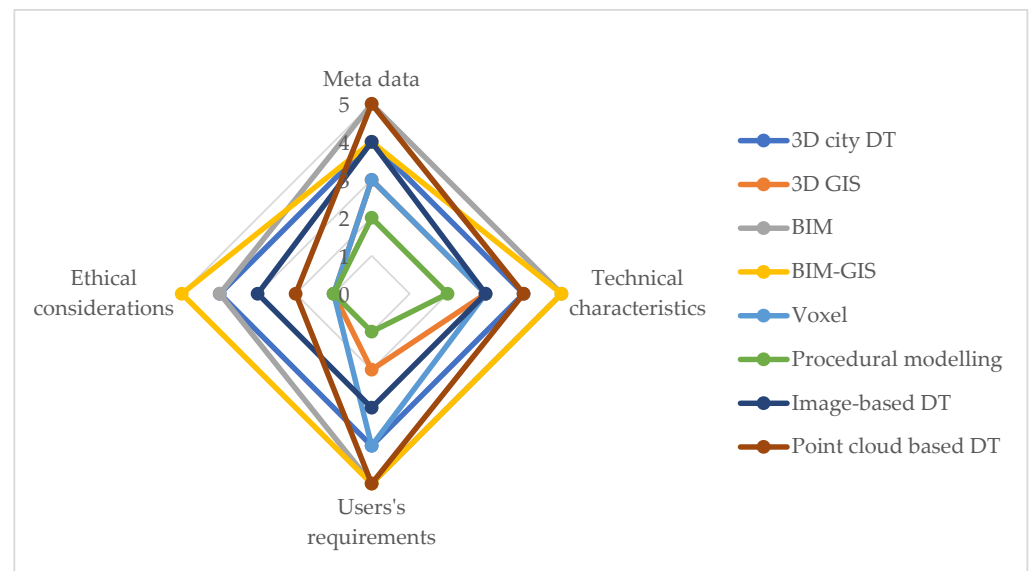 Meta data
5
4
3
2
1
0
Ethical
considerations
Technical
characteristics
Users's
requirements
3D city DT
3D GIS
BIM
BIM-GIS
Voxel
Procedural modelling
Image-based DT
Point cloud based DT